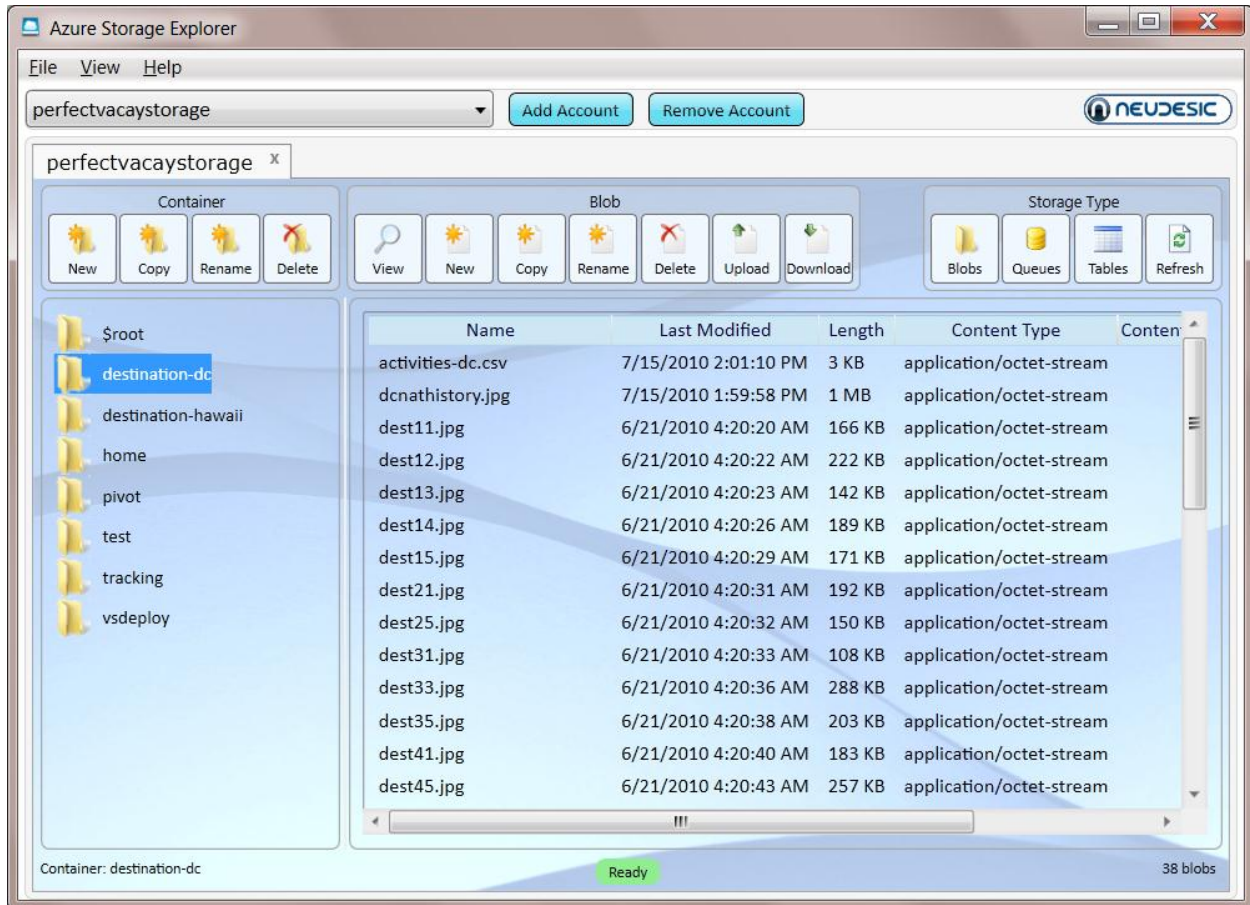 Azure Storage Explorer
File View Help
perfectvacaystorage Add Account Remove Account NEUDESIC
perfectvacaystorage X
Container Blob Storage Type
New Copy Rename Delete View New Copy Rename Delete Upload Download Blobs Queues Tables Refresh
$root
destination-dc
destination-hawaii
home
pivot
test
tracking
vsdeploy
Name Last Modified Length Content Type Conten
activities-dc.csv 7/15/2010 2:01:10 PM 3 KB application/octet-stream
dcnathistory.jpg 7/15/2010 1:59:58 PM 1 MB application/octet-stream
dest11.jpg 6/21/2010 4:20:20 AM 166 KB application/octet-stream
dest12.jpg 6/21/2010 4:20:22 AM 222 KB application/octet-stream
dest13.jpg 6/21/2010 4:20:23 AM 142 KB application/octet-stream
dest14.jpg 6/21/2010 4:20:26 AM 189 KB application/octet-stream
dest15.jpg 6/21/2010 4:20:29 AM 171 KB application/octet-stream
dest21.jpg 6/21/2010 4:20:31 AM 192 KB application/octet-stream
dest25.jpg 6/21/2010 4:20:32 AM 150 KB application/octet-stream
dest31.jpg 6/21/2010 4:20:33 AM 108 KB application/octet-stream
dest33.jpg 6/21/2010 4:20:36 AM 288 KB application/octet-stream
dest35.jpg 6/21/2010 4:20:38 AM 203 KB application/octet-stream
dest41.jpg 6/21/2010 4:20:40 AM 183 KB application/octet-stream
dest45.jpg 6/21/2010 4:20:43 AM 257 KB application/octet-stream
Container: destination-dc Ready 38 blobs